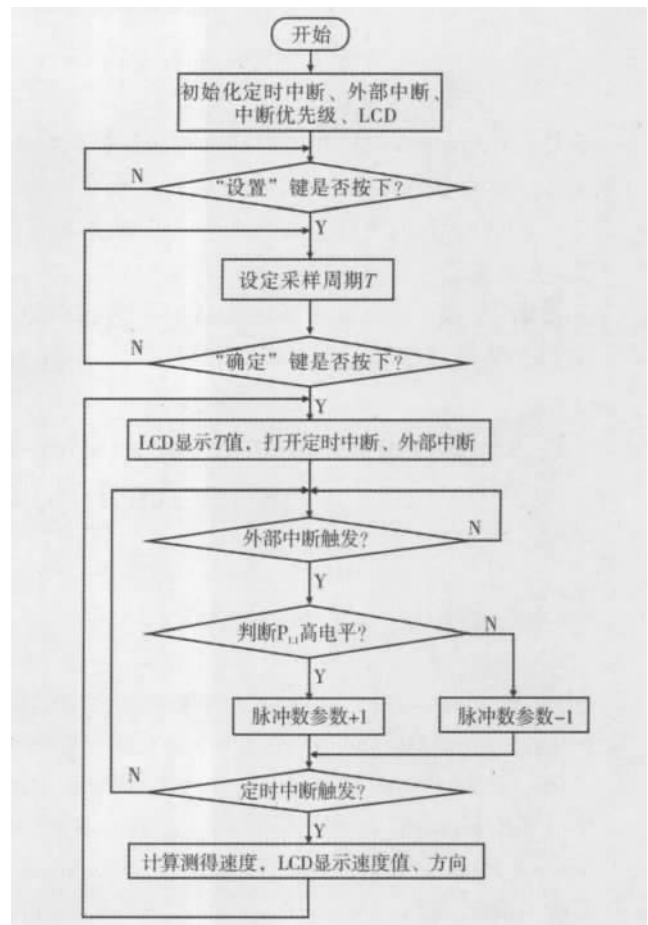 开始
初始化定时中断、外部中断、
中断优先级、LCD
N
“设置”键是否按下?
Y
设定采样周期T
N
“确定”键是否按下?
Y
LCD显示T值，打开定时中断、外部中断
外部中断触发?
N
Y
判断P1.1高电平?
N
Y
脉冲数参数+1
脉冲数参数-1
N
定时中断触发?
Y
计算测得速度，LCD显示速度值、方向